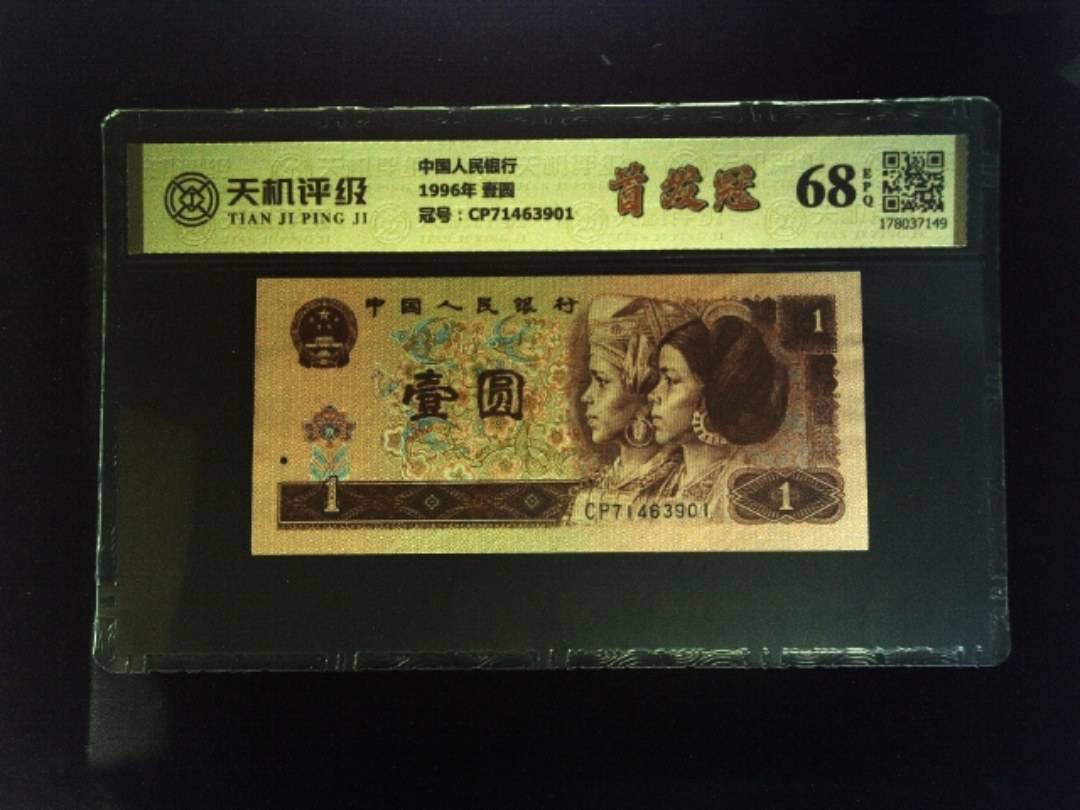 天机评级
TIAN JI PING JI
中国人民银行
1996年 壹圆
冠号：CP71463901
首发冠
68
EPQ
178037149
中国人民银行
1
壹圆
1
CP71463901
1